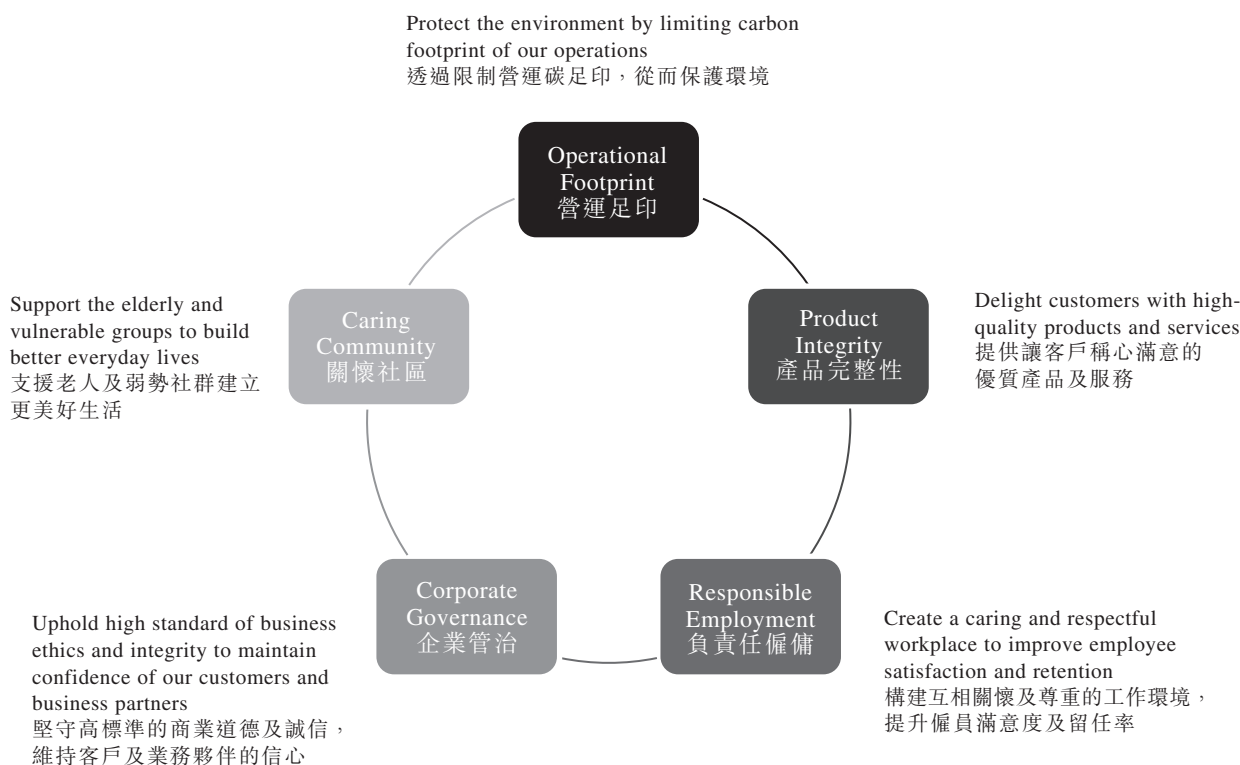 Protect the environment by limiting carbon
footprint of our operations
透過限制營運碳足印，從而保護環境
Operational
Footprint
營運足印
Support the elderly and
vulnerable groups to build
better everyday lives
支援老人及弱勢社群建立
更美好生活
Caring
Community
關懷社區
Product
Integrity
產品完整性
Delight customers with high-
quality products and services
提供讓客戶稱心滿意的
優質產品及服務
Uphold high standard of business
ethics and integrity to maintain
confidence of our customers and
business partners
堅守高標準的商業道德及誠信，
維持客戶及業務夥伴的信心
Corporate
Governance
企業管治
Responsible
Employment
負責任僱傭
Create a caring and respectful
workplace to improve employee
satisfaction and retention
構建互相關懷及尊重的工作環境，
提升僱員滿意度及留任率